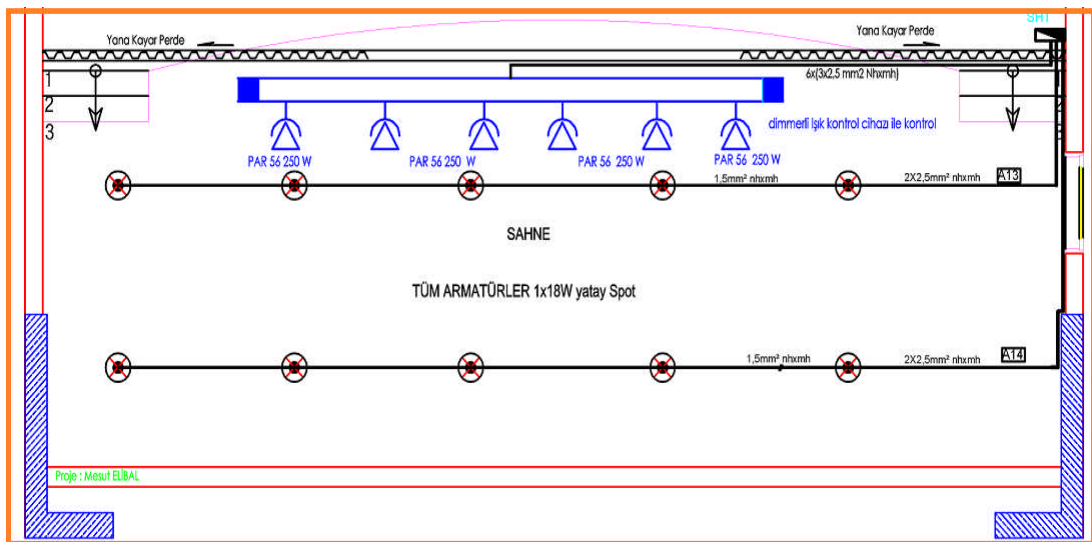 SHT
Yana Kayar Perde
Yana Kayar Perde
6x(3x2,5 mm2 Nhxmh)
1
2
3
dimmerli Işık kontrol cihazı ile kontrol
PAR 56 250 W
PAR 56 250 W
PAR 56 250 W
PAR 56 250 W
1,5mm² nhxmh
2X2,5mm² nhxmh
A13
SAHNE
TÜM ARMATÜRLER 1x18W yatay Spot
1,5mm² nhxmh
2X2,5mm² nhxmh
A14
Proje : Mesut ELİBAL